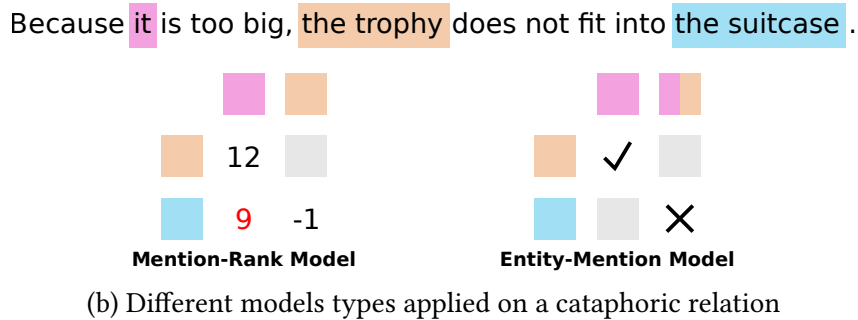 Because it is too big, the trophy does not fit into the suitcase .
12
9 -1
Mention-Rank Model Entity-Mention Model
(b) Different models types applied on a cataphoric relation